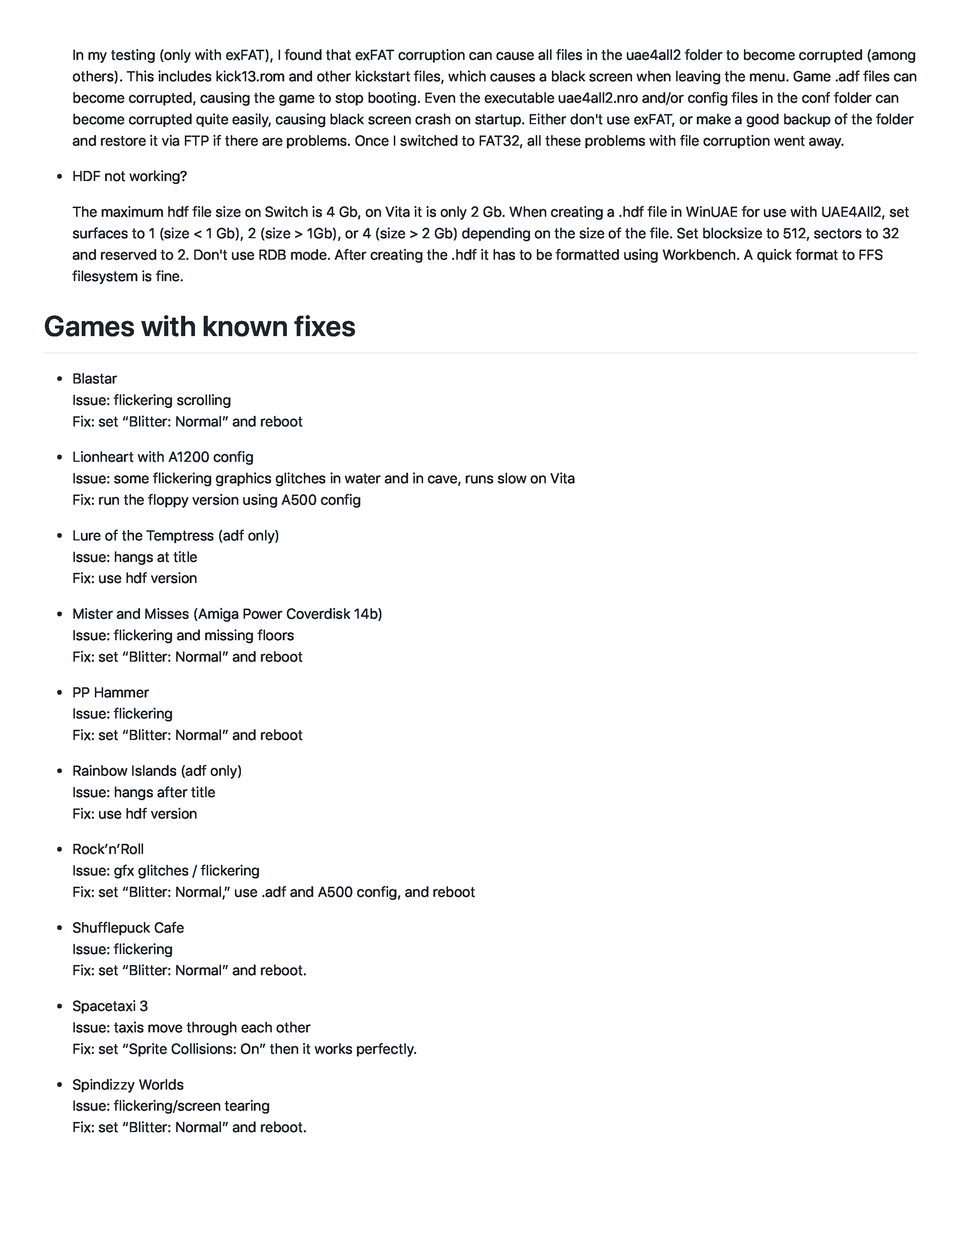 In my testing (only with exFAT), I found that exFAT corruption can cause all files in the uae4all2 folder to become corrupted (among
others). This includes kick13.rom and other kickstart files, which causes a black screen when leaving the menu. Game .adf files can
become corrupted, causing the game to stop booting. Even the executable uae4all2.nro and/or config files in the conf folder can
become corrupted quite easily, causing black screen crash on startup. Either don't use exFAT, or make a good backup of the folder
and restore it via FTP if there are problems. Once I switched to FAT32, all these problems with file corruption went away.
• HDF not working?
The maximum hdf file size on Switch is 4 Gb, on Vita it is only 2 Gb. When creating a .hdf file in WinUAE for use with UAE4All2, set
surfaces to 1 (size < 1 Gb), 2 (size > 1Gb), or 4 (size > 2 Gb) depending on the size of the file. Set blocksize to 512, sectors to 32
and reserved to 2. Don't use RDB mode. After creating the .hdf it has to be formatted using Workbench. A quick format to FFS
filesystem is fine.
Games with known fixes
• Blastar
Issue: flickering scrolling
Fix: set “Blitter: Normal” and reboot
• Lionheart with A1200 config
Issue: some flickering graphics glitches in water and in cave, runs slow on Vita
Fix: run the floppy version using A500 config
• Lure of the Temptress (adf only)
Issue: hangs at title
Fix: use hdf version
• Mister and Misses (Amiga Power Coverdisk 14b)
Issue: flickering and missing floors
Fix: set “Blitter: Normal” and reboot
• PP Hammer
Issue: flickering
Fix: set “Blitter: Normal” and reboot
• Rainbow Islands (adf only)
Issue: hangs after title
Fix: use hdf version
• Rock’n’Roll
Issue: gfx glitches / flickering
Fix: set “Blitter: Normal,” use .adf and A500 config, and reboot
• Shufflepuck Cafe
Issue: flickering
Fix: set “Blitter: Normal” and reboot.
• Spacetaxi 3
Issue: taxis move through each other
Fix: set “Sprite Collisions: On” then it works perfectly.
• Spindizzy Worlds
Issue: flickering/screen tearing
Fix: set “Blitter: Normal” and reboot.